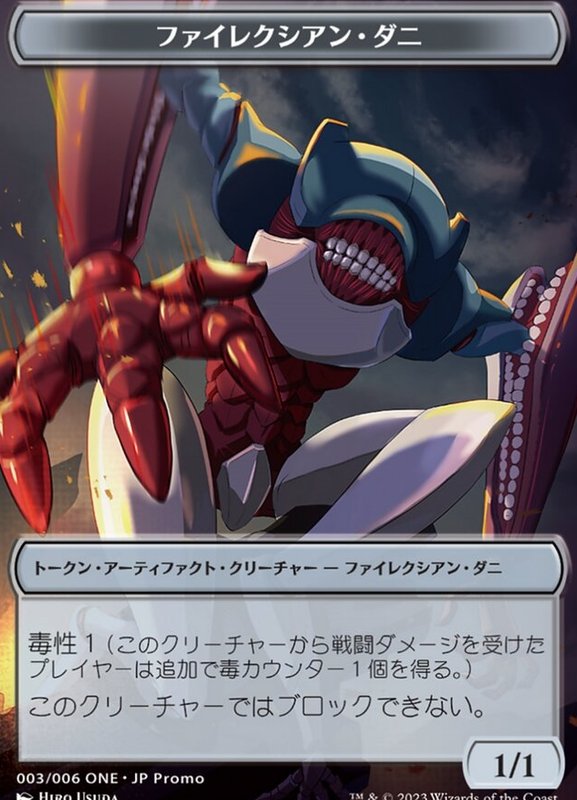 ファイレクシアン・ダニ
トークン・アーティファクト・クリーチャー ― ファイレクシアン・ダニ
毒性１（このクリーチャーから戦闘ダメージを受けた
プレイヤーは追加で毒カウンター１個を得る。）
このクリーチャーではブロックできない。
1/1
003/006 ONE・JP Promo
HIRO USUDA
™ & © 2023 Wizards of the Coast